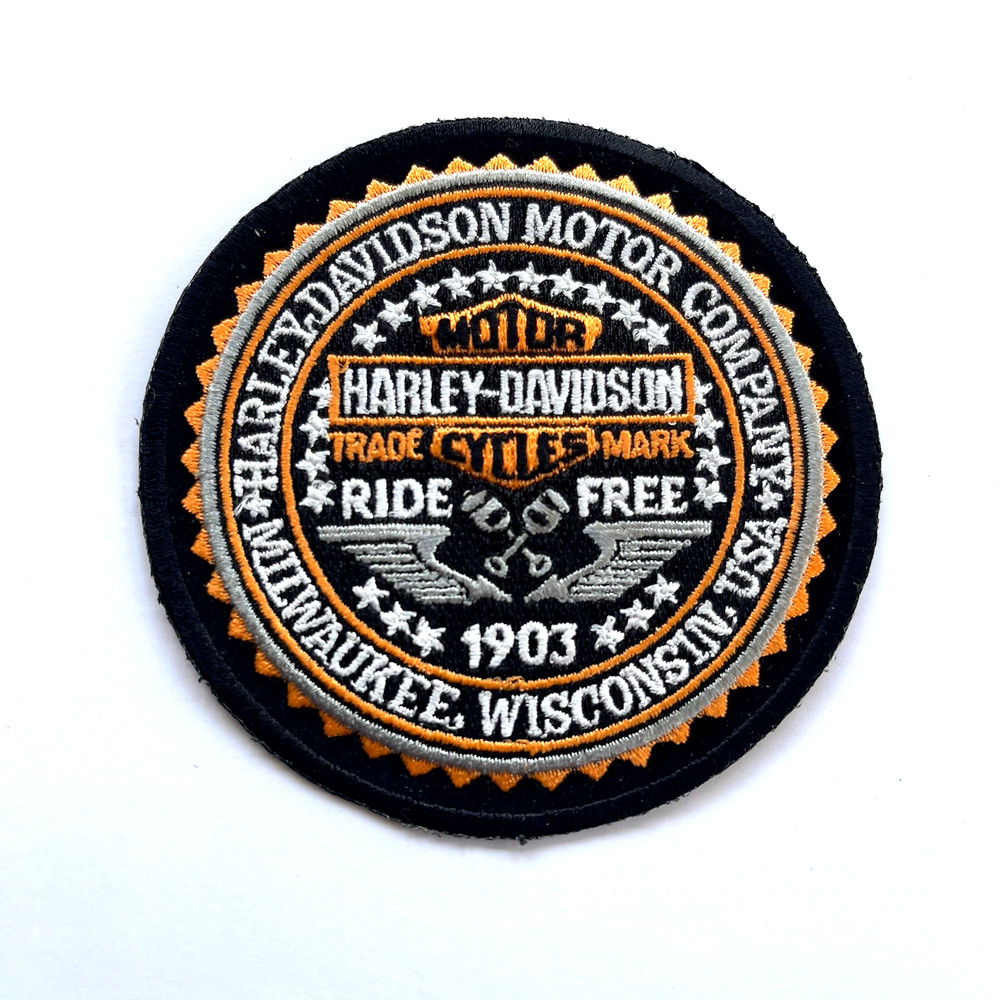 HARLEY-DAVIDSON MOTOR COMPANY
MOTOR
HARLEY-DAVIDSON
TRADE CYCLES MARK
RIDE FREE
1903
MILWAUKEE, WISCONSIN, USA